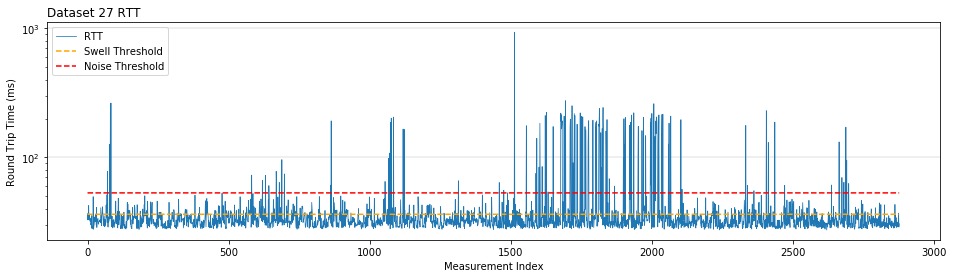 Dataset 27 RTT
10³
RTT
Swell Threshold
Noise Threshold
Round Trip Time (ms)
10²
0 500 1000 1500 2000 2500 3000
Measurement Index